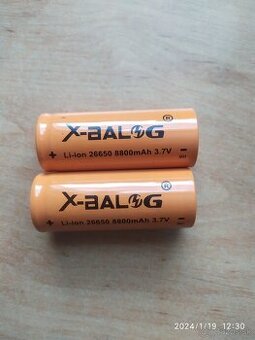 X-BALOG®
+ Li-ion 26650 8800mAh 3.7V -
X-BALOG®
+ Li-ion 26650 8800mAh 3.7V
2024/1/19 12:30